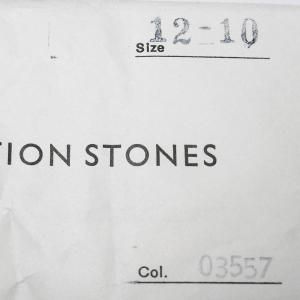 Size 12-10
TION STONES
Col. 03557